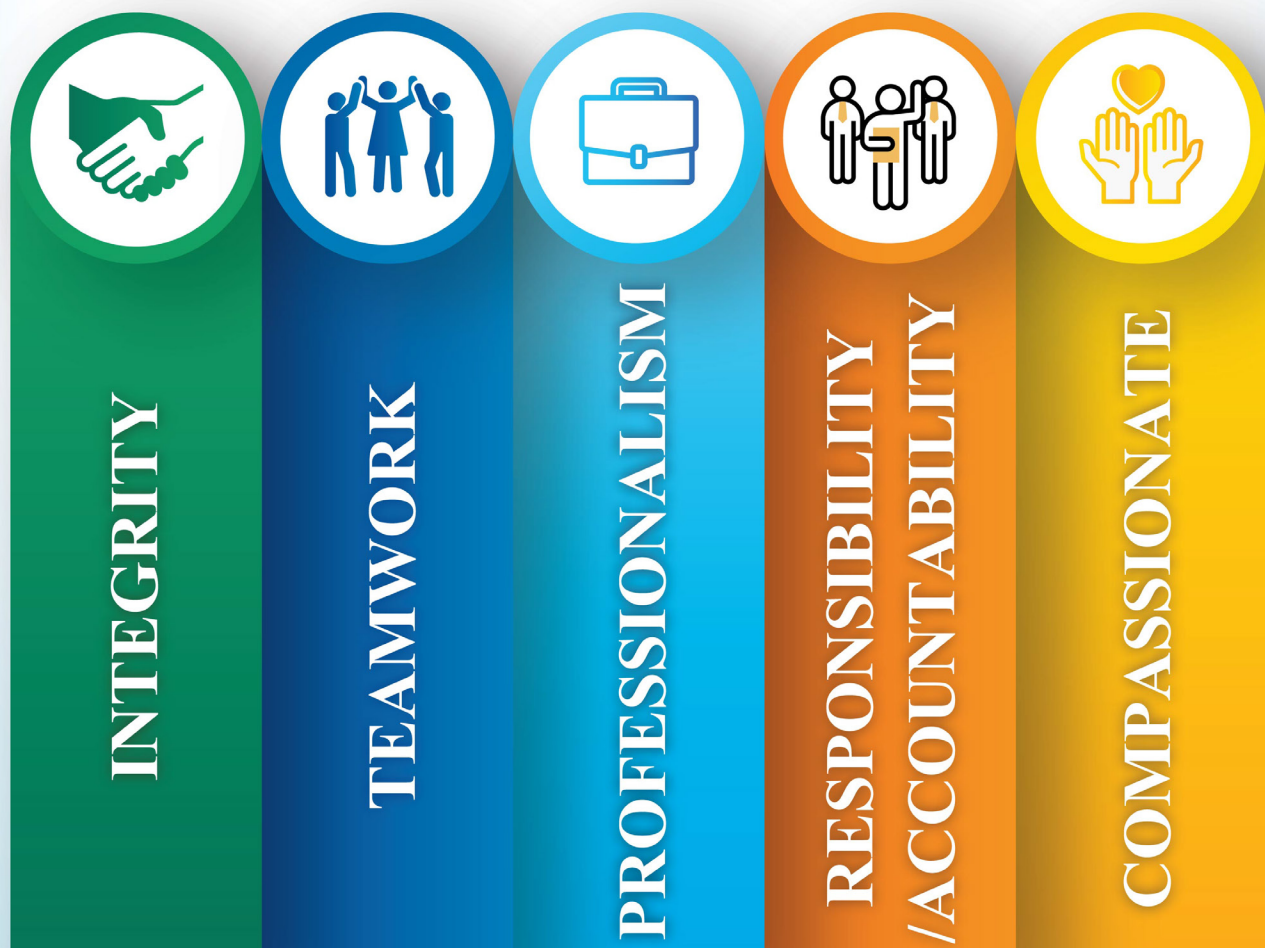 INTEGRITY
TEAMWORK
PROFESSIONALISM
RESPONSIBILITY
/ACCOUNTABILITY
COMPASSIONATE